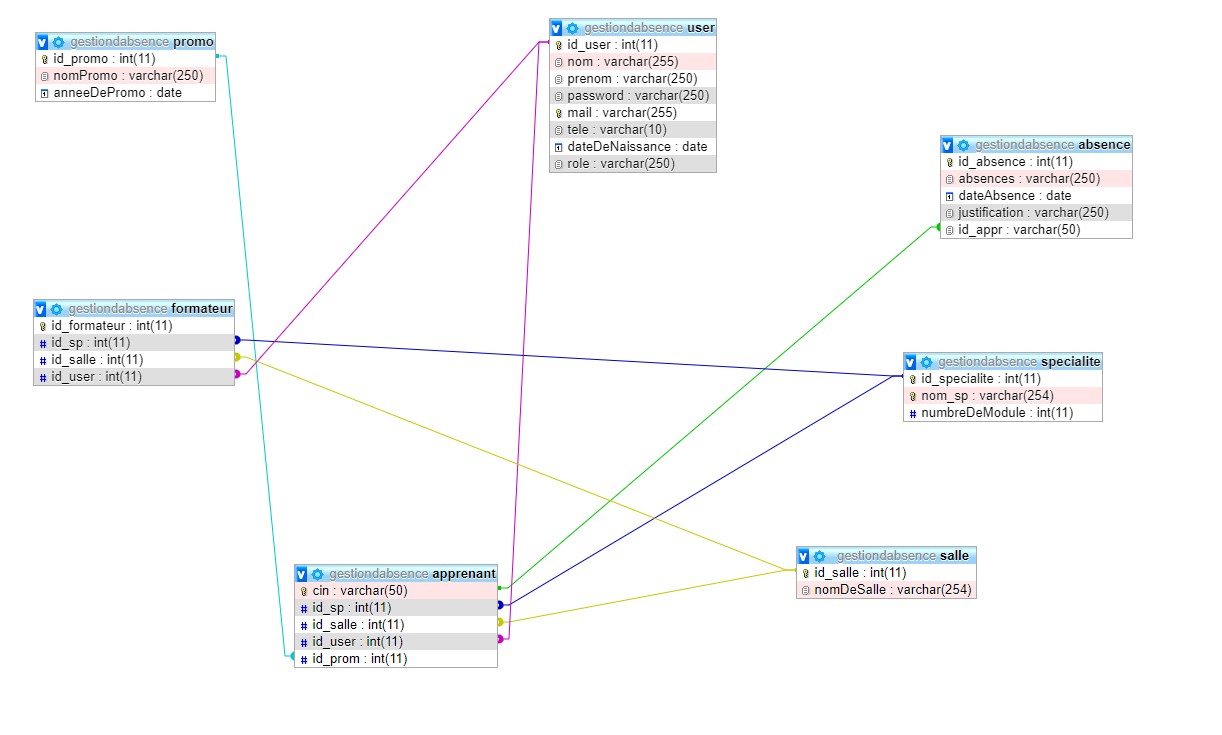 gestiondabsence promo
id_promo : int(11)
nomPromo : varchar(250)
anneeDePromo : date
gestiondabsence user
id_user : int(11)
nom : varchar(255)
prenom : varchar(250)
password : varchar(250)
mail : varchar(255)
tele : varchar(10)
dateDeNaissance : date
role : varchar(250)
gestiondabsence absence
id_absence : int(11)
absences : varchar(250)
dateAbsence : date
justification : varchar(250)
id_appr : varchar(50)
gestiondabsence formateur
id_formateur : int(11)
id_sp : int(11)
id_salle : int(11)
id_user : int(11)
gestiondabsence specialite
id_specialite : int(11)
nom_sp : varchar(254)
numbreDeModule : int(11)
gestiondabsence apprenant
cin : varchar(50)
id_sp : int(11)
id_salle : int(11)
id_user : int(11)
id_prom : int(11)
gestiondabsence salle
id_salle : int(11)
nomDeSalle : varchar(254)